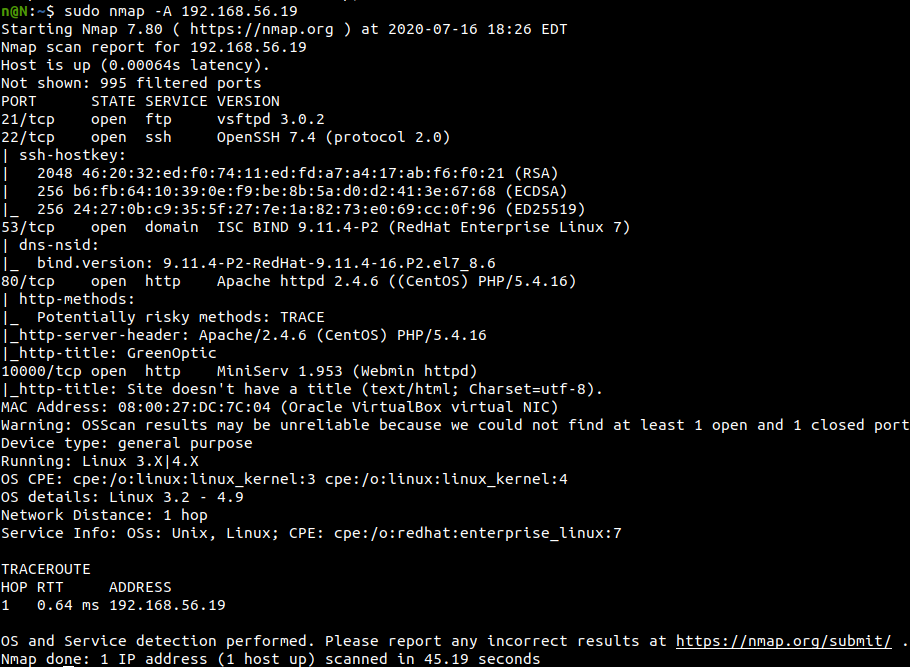 n@N:~$ sudo nmap -A 192.168.56.19
Starting Nmap 7.80 ( https://nmap.org ) at 2020-07-16 18:26 EDT
Nmap scan report for 192.168.56.19
Host is up (0.00064s latency).
Not shown: 995 filtered ports
PORT      STATE SERVICE VERSION
21/tcp    open  ftp     vsftpd 3.0.2
22/tcp    open  ssh     OpenSSH 7.4 (protocol 2.0)
| ssh-hostkey:
|   2048 46:20:32:ed:f0:74:11:ed:fd:a7:a4:17:ab:f6:f0:21 (RSA)
|   256 b6:fb:64:10:39:0e:f9:be:8b:5a:d0:d2:41:3e:67:68 (ECDSA)
|_  256 24:27:0b:c9:35:5f:27:7e:1a:82:73:e0:69:cc:0f:96 (ED25519)
53/tcp    open  domain  ISC BIND 9.11.4-P2 (RedHat Enterprise Linux 7)
| dns-nsid:
|_  bind.version: 9.11.4-P2-RedHat-9.11.4-16.P2.el7_8.6
80/tcp    open  http    Apache httpd 2.4.6 ((CentOS) PHP/5.4.16)
| http-methods:
|_  Potentially risky methods: TRACE
|_http-server-header: Apache/2.4.6 (CentOS) PHP/5.4.16
|_http-title: GreenOptic
10000/tcp open  http    MiniServ 1.953 (Webmin httpd)
|_http-title: Site doesn't have a title (text/html; Charset=utf-8).
MAC Address: 08:00:27:DC:7C:04 (Oracle VirtualBox virtual NIC)
Warning: OSScan results may be unreliable because we could not find at least 1 open and 1 closed port
Device type: general purpose
Running: Linux 3.X|4.X
OS CPE: cpe:/o:linux:linux_kernel:3 cpe:/o:linux:linux_kernel:4
OS details: Linux 3.2 - 4.9
Network Distance: 1 hop
Service Info: OSs: Unix, Linux; CPE: cpe:/o:redhat:enterprise_linux:7

TRACEROUTE
HOP RTT     ADDRESS
1   0.64 ms 192.168.56.19

OS and Service detection performed. Please report any incorrect results at https://nmap.org/submit/ .
Nmap done: 1 IP address (1 host up) scanned in 45.19 seconds